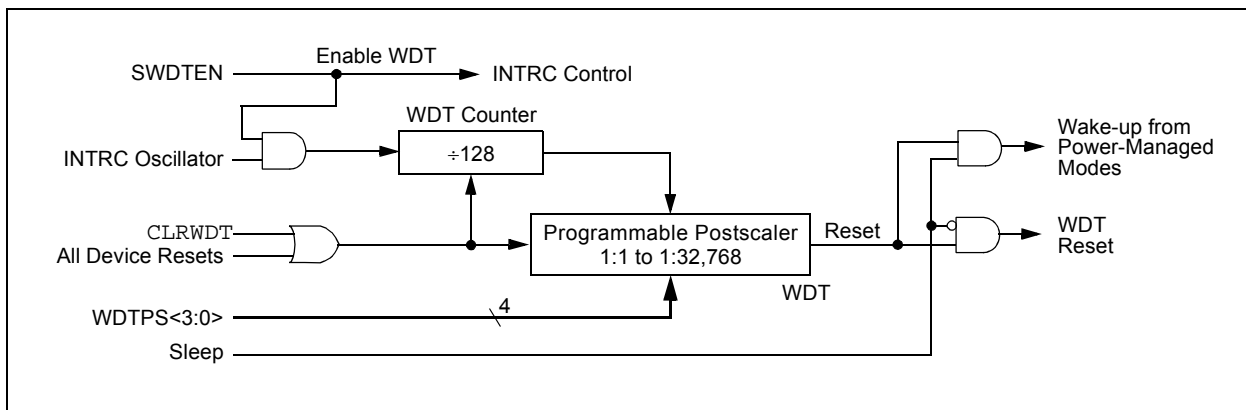 Enable WDT
SWDTEN
INTRC Control
WDT Counter
INTRC Oscillator
÷128
Wake-up from
Power-Managed
Modes
CLRWDT
All Device Resets
Programmable Postscaler
1:1 to 1:32,768
Reset
WDT
Reset
WDT
4
WDTPS<3:0>
Sleep